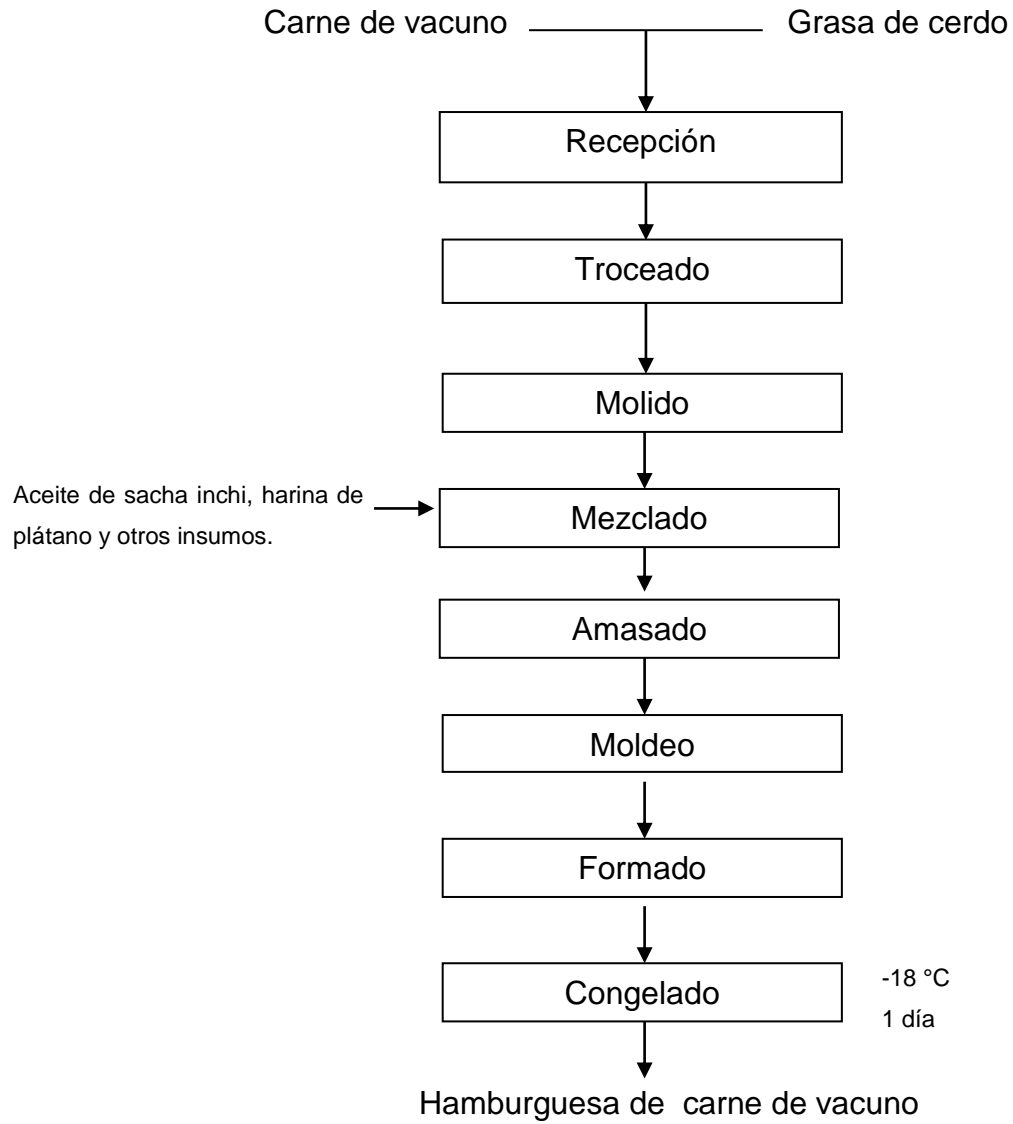 Carne de vacuno Grasa de cerdo
Recepción
Troceado
Molido
Aceite de sacha inchi, harina de
plátano y otros insumos.
Mezclado
Amasado
Moldeo
Formado
Congelado
-18 °C
1 día
Hamburguesa de carne de vacuno